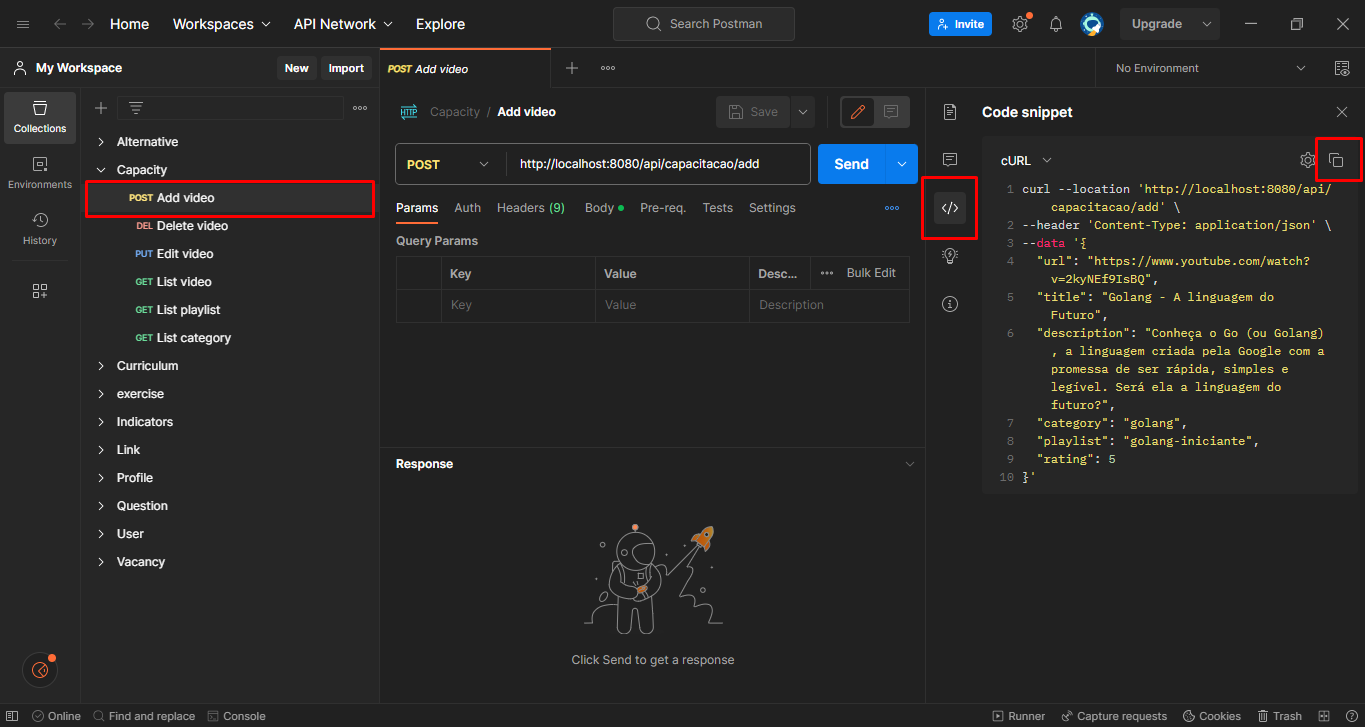 Home Workspaces API Network Explore Search Postman Invite Upgrade
My Workspace New Import POST Add video No Environment
Collections
Environments
History
Alternative
Capacity
POST Add video
DEL Delete video
PUT Edit video
GET List video
GET List playlist
GET List category
Curriculum
exercise
Indicators
Link
Profile
Question
User
Vacancy
HTTP Capacity / Add video Save
POST http://localhost:8080/api/capacitacao/add Send
Params Auth Headers (9) Body Pre-req. Tests Settings
Query Params
Key Value Desc... Bulk Edit
Key Value Description
Response
Click Send to get a response
Code snippet
cURL
1 curl --location 'http://localhost:8080/api/
capacitacao/add' \
2 --header 'Content-Type: application/json' \
3 --data '{
4 "url": "https://www.youtube.com/watch?
v=2kyNEf9IsBQ",
5 "title": "Golang - A linguagem do
Futuro",
6 "description": "Conheça o Go (ou Golang)
, a linguagem criada pela Google com a
promessa de ser rápida, simples e
legível. Será ela a linguagem do
futuro?",
7 "category": "golang",
8 "playlist": "golang-iniciante",
9 "rating": 5
10 }'
Online Find and replace Console Runner Capture requests Cookies Trash